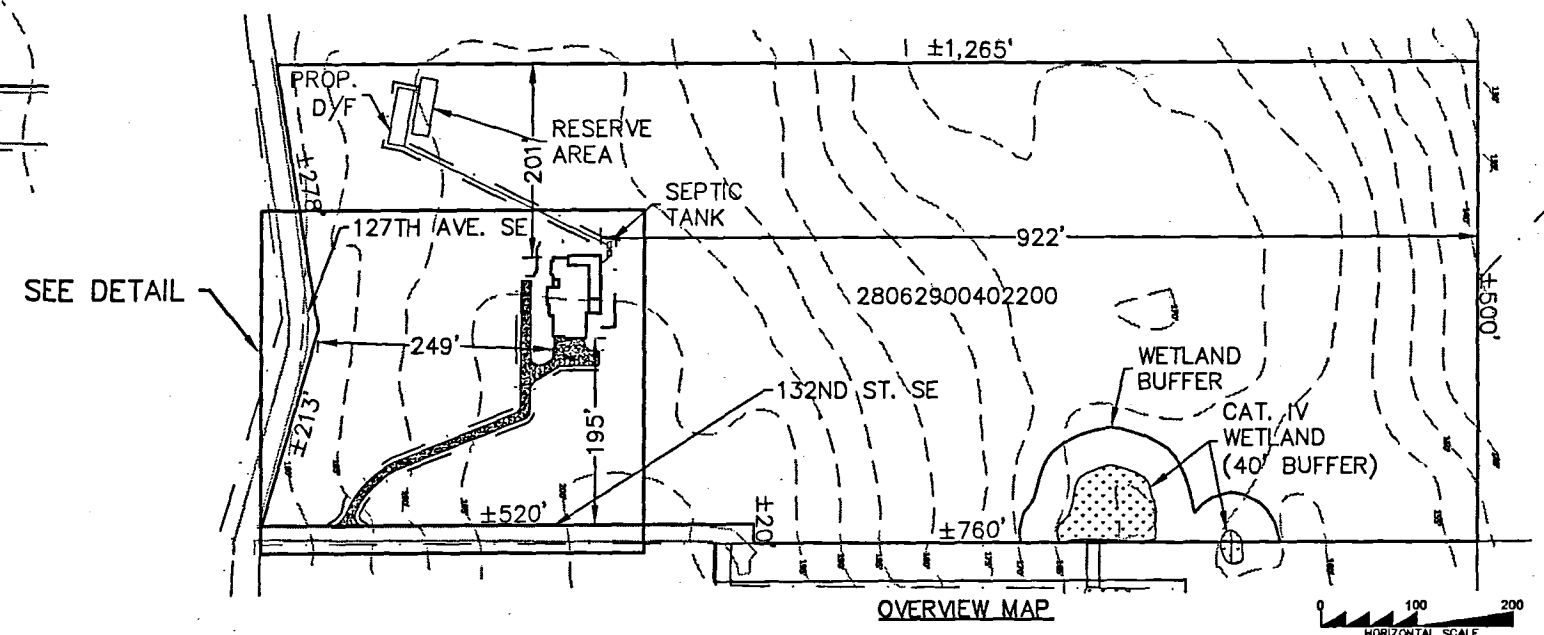 ±1,265'
PROP.
D/F
RESERVE
AREA
201'
±278'
SEPTIC
TANK
127TH AVE. SE
922'
SEE DETAIL
28062900402200
±500'
249'
WETLAND
BUFFER
132ND ST. SE
CAT. IV
WETLAND
(40' BUFFER)
±213'
195'
±520'
±20'
±760'
OVERVIEW MAP
0 100 200
HORIZONTAL SCALE